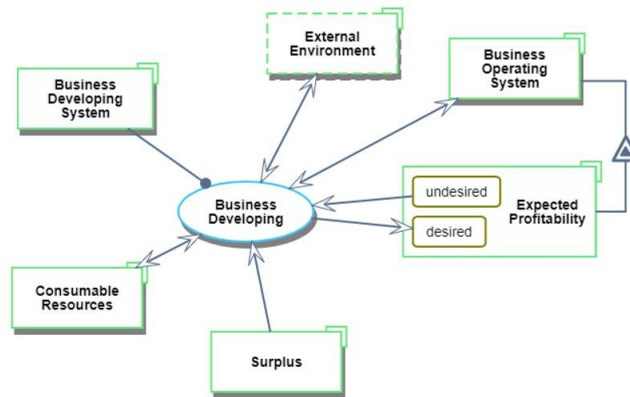 External
Environment
Business
Operating
System
Business
Developing
System
undesired
Expected
Profitability
desired
Business
Developing
Consumable
Resources
Surplus